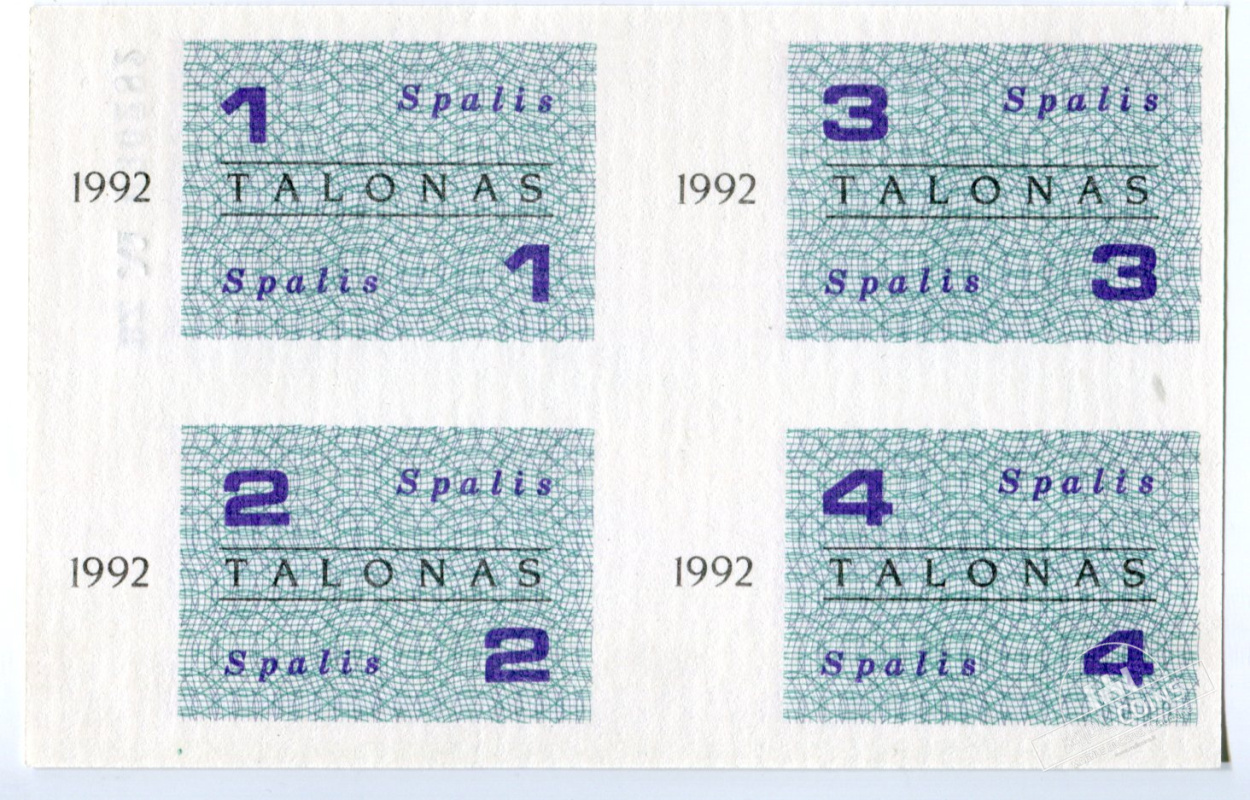 1 Spalis
1992 TALONAS
Spalis 1
3 Spalis
1992 TALONAS
Spalis 3
2 Spalis
1992 TALONAS
Spalis 2
4 Spalis
1992 TALONAS
Spalis 4
COINS